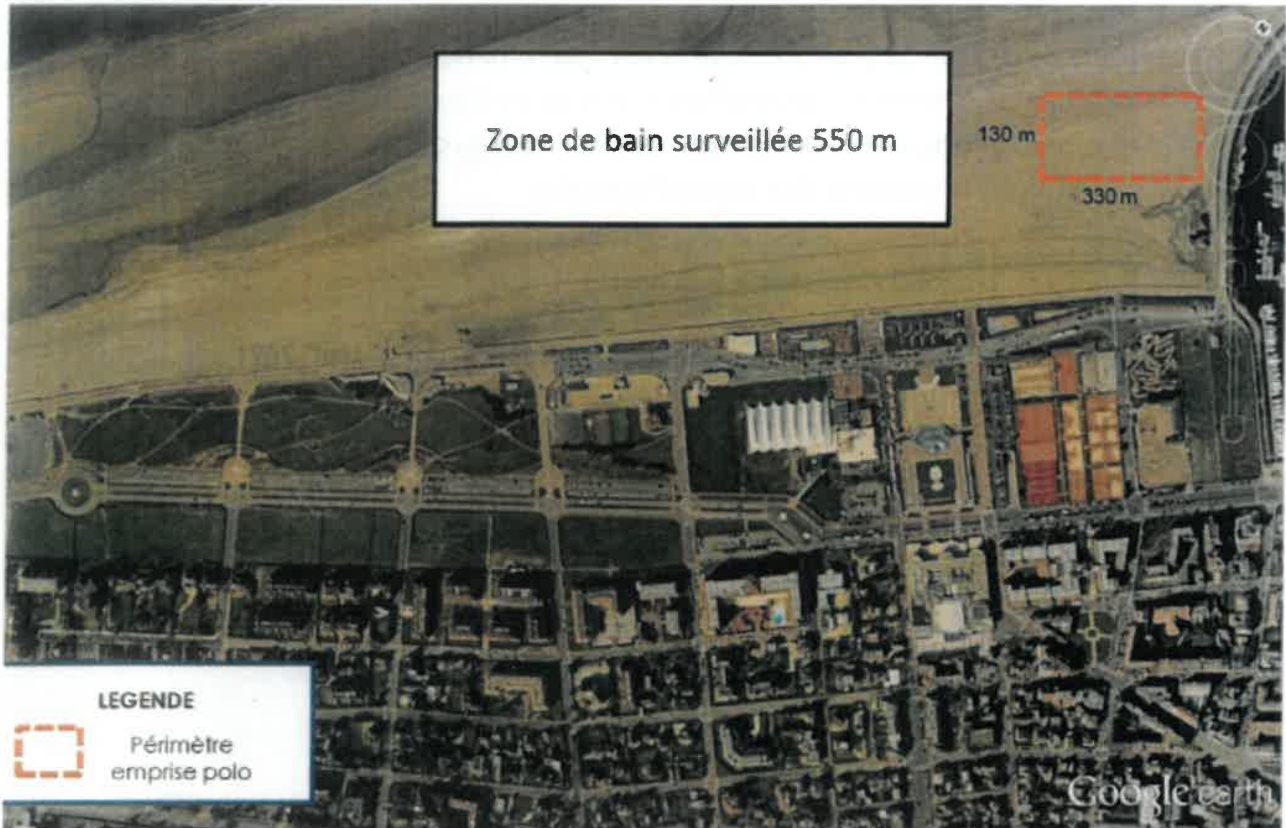 Zone de bain surveillée 550 m
130 m
330 m
LEGENDE
Périmètre
emprise polo
Google earth